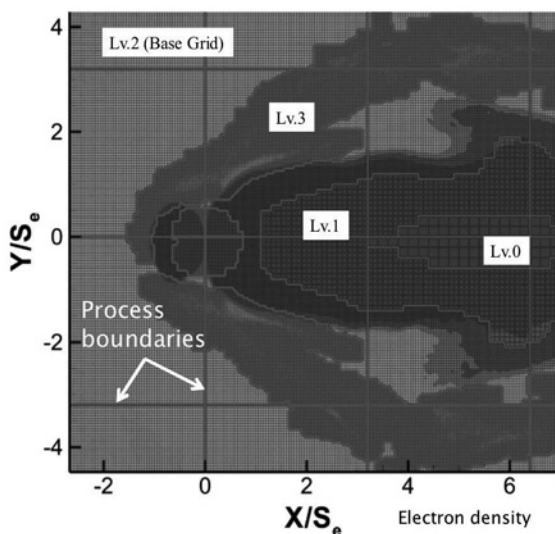 Lv.2 (Base Grid)
Lv.3
Lv.1
Lv.0
Process
boundaries
Y/Se
4
2
0
-2
-4
-2
0
2
4
6
X/Se
Electron density